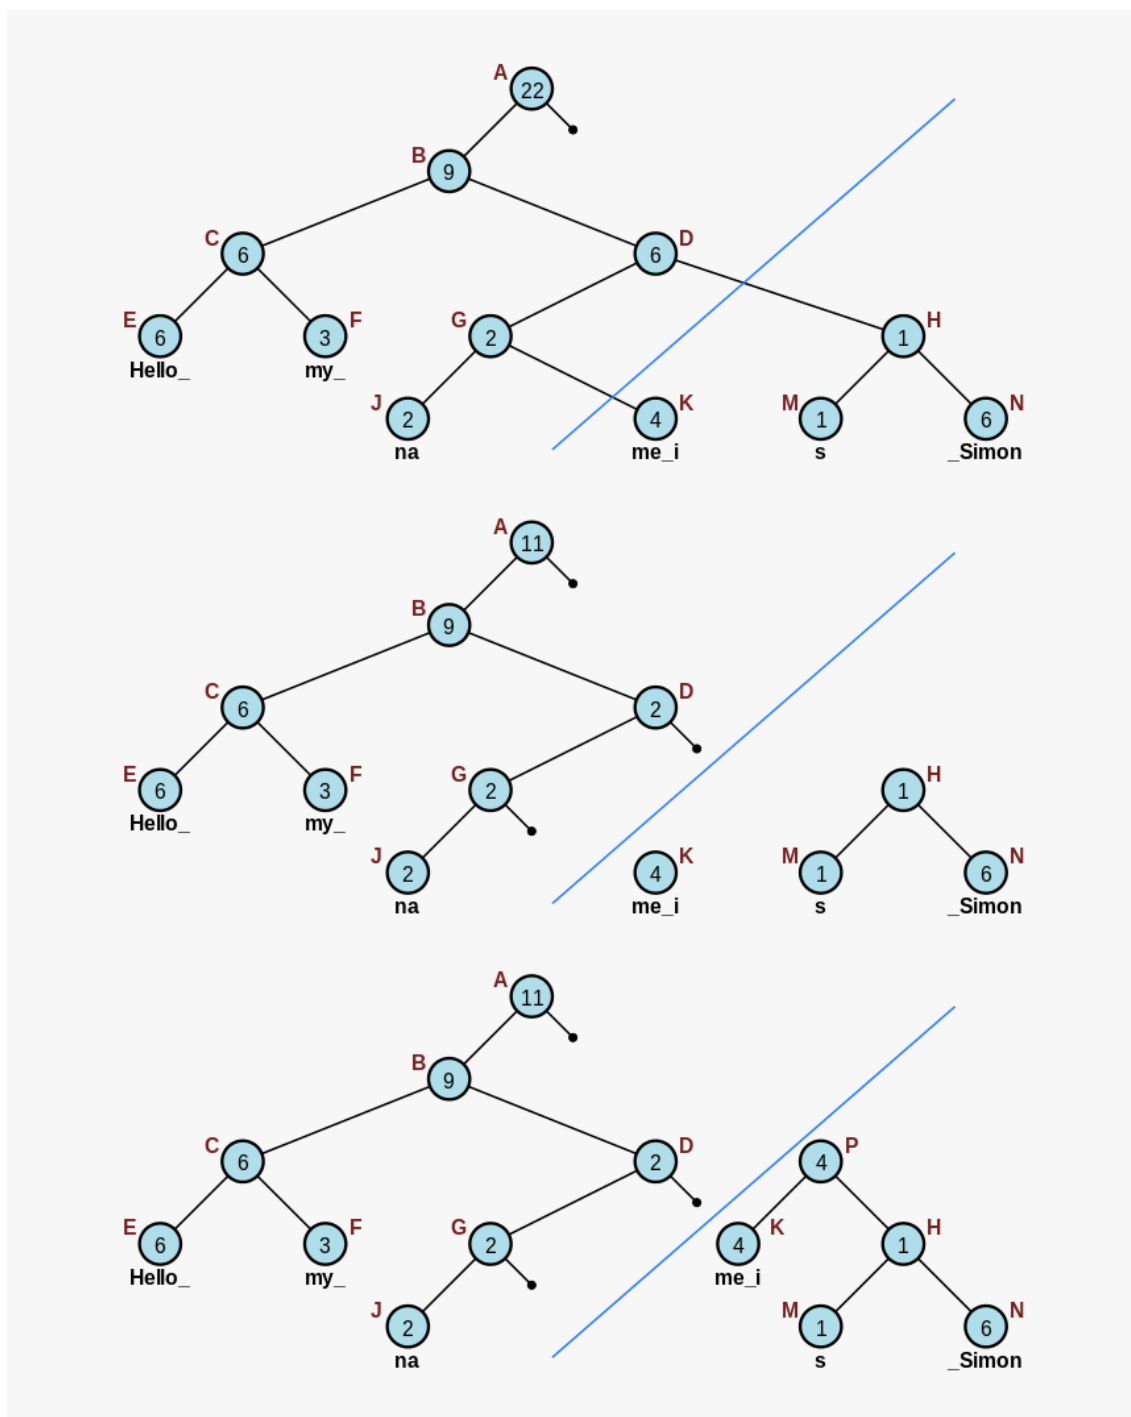 A 22
B 9
C 6 6 D
E 6 3 F G 2 1 H
Hello_ my_
J 2 4 K M 1 6 N
na me_i s _Simon
A 11
B 9
C 6 2 D
E 6 3 F G 2 1 H
Hello_ my_
J 2 4 K M 1 6 N
na me_i s _Simon
A 11
B 9
C 6 2 D 4 P
E 6 3 F G 2 4 K 1 H
Hello_ my_ me_i
J 2 M 1 6 N
na s _Simon